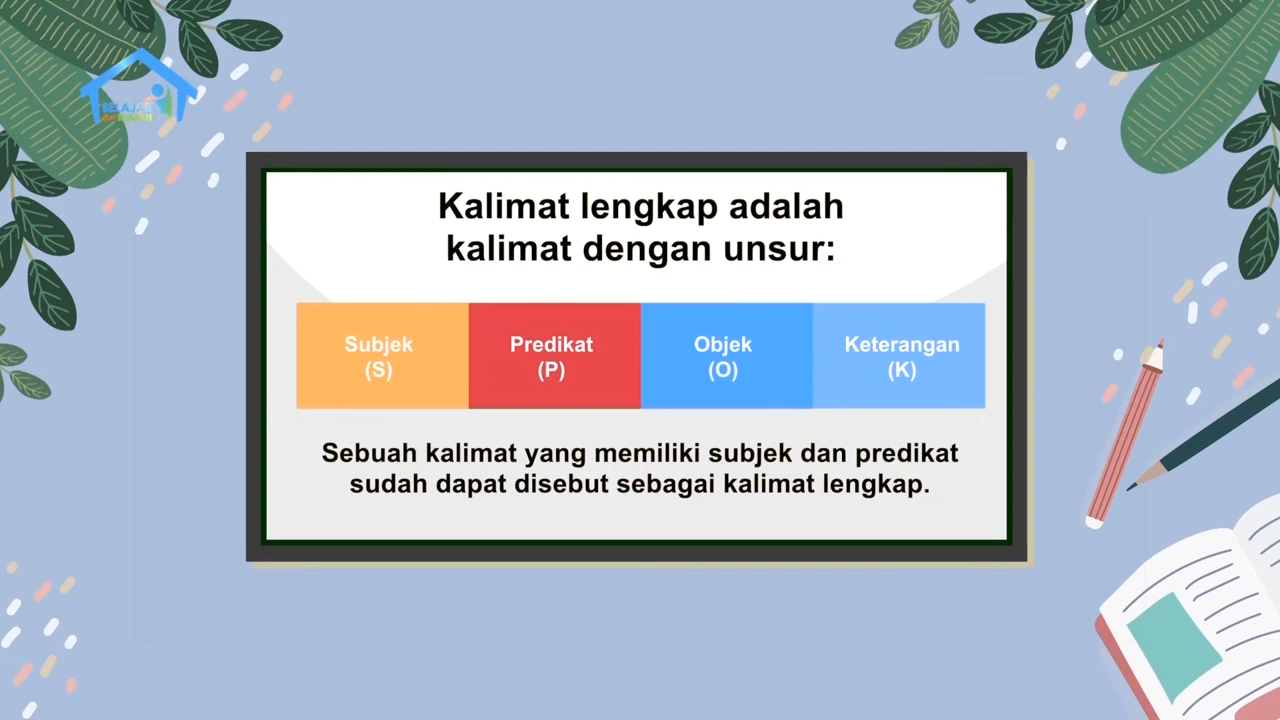 BELAJAR
Kalimat lengkap adalah
kalimat dengan unsur:
Subjek
(S)
Predikat
(P)
Objek
(O)
Keterangan
(K)
Sebuah kalimat yang memiliki subjek dan predikat
sudah dapat disebut sebagai kalimat lengkap.